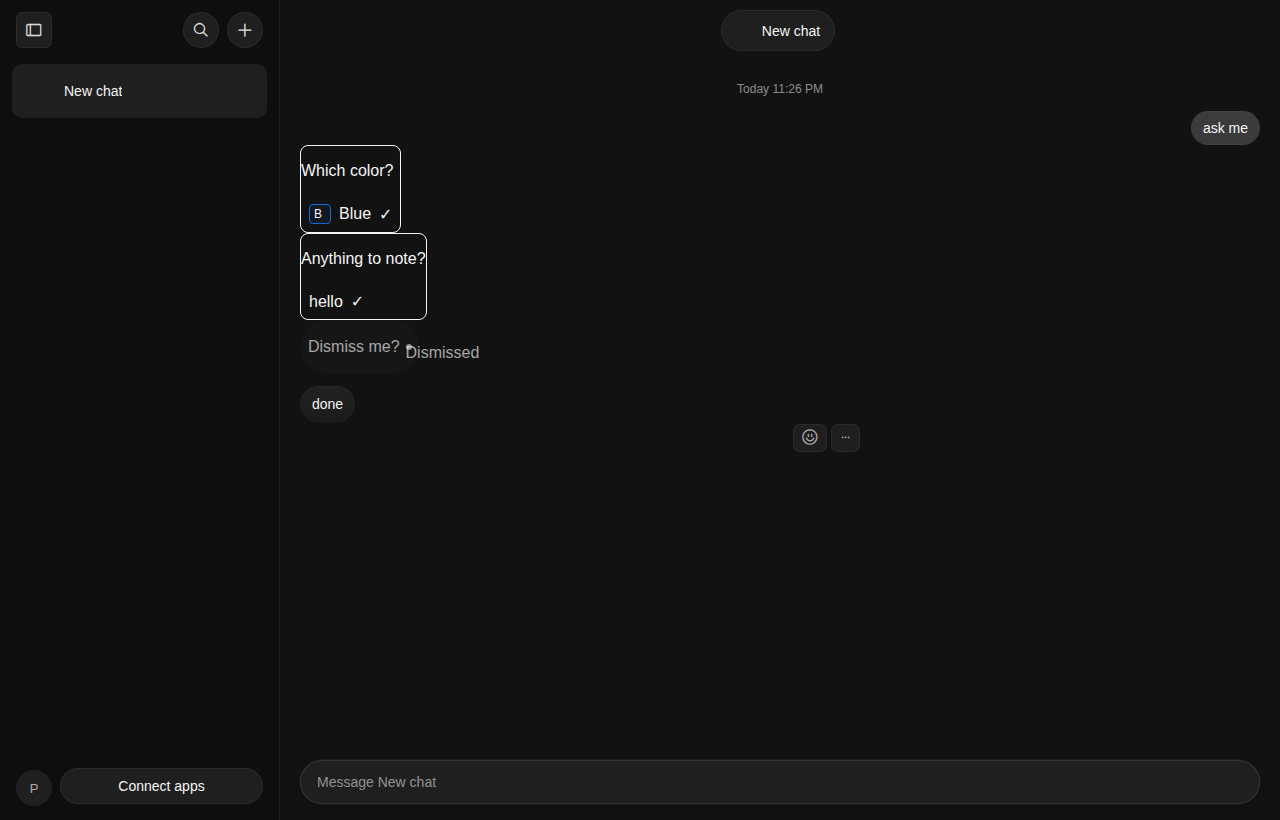 New chat
New chat
Today 11:26 PM
ask me
Which color?
B Blue ✓
Anything to note?
hello ✓
Dismiss me?
Dismissed
done
Message New chat
P
Connect apps